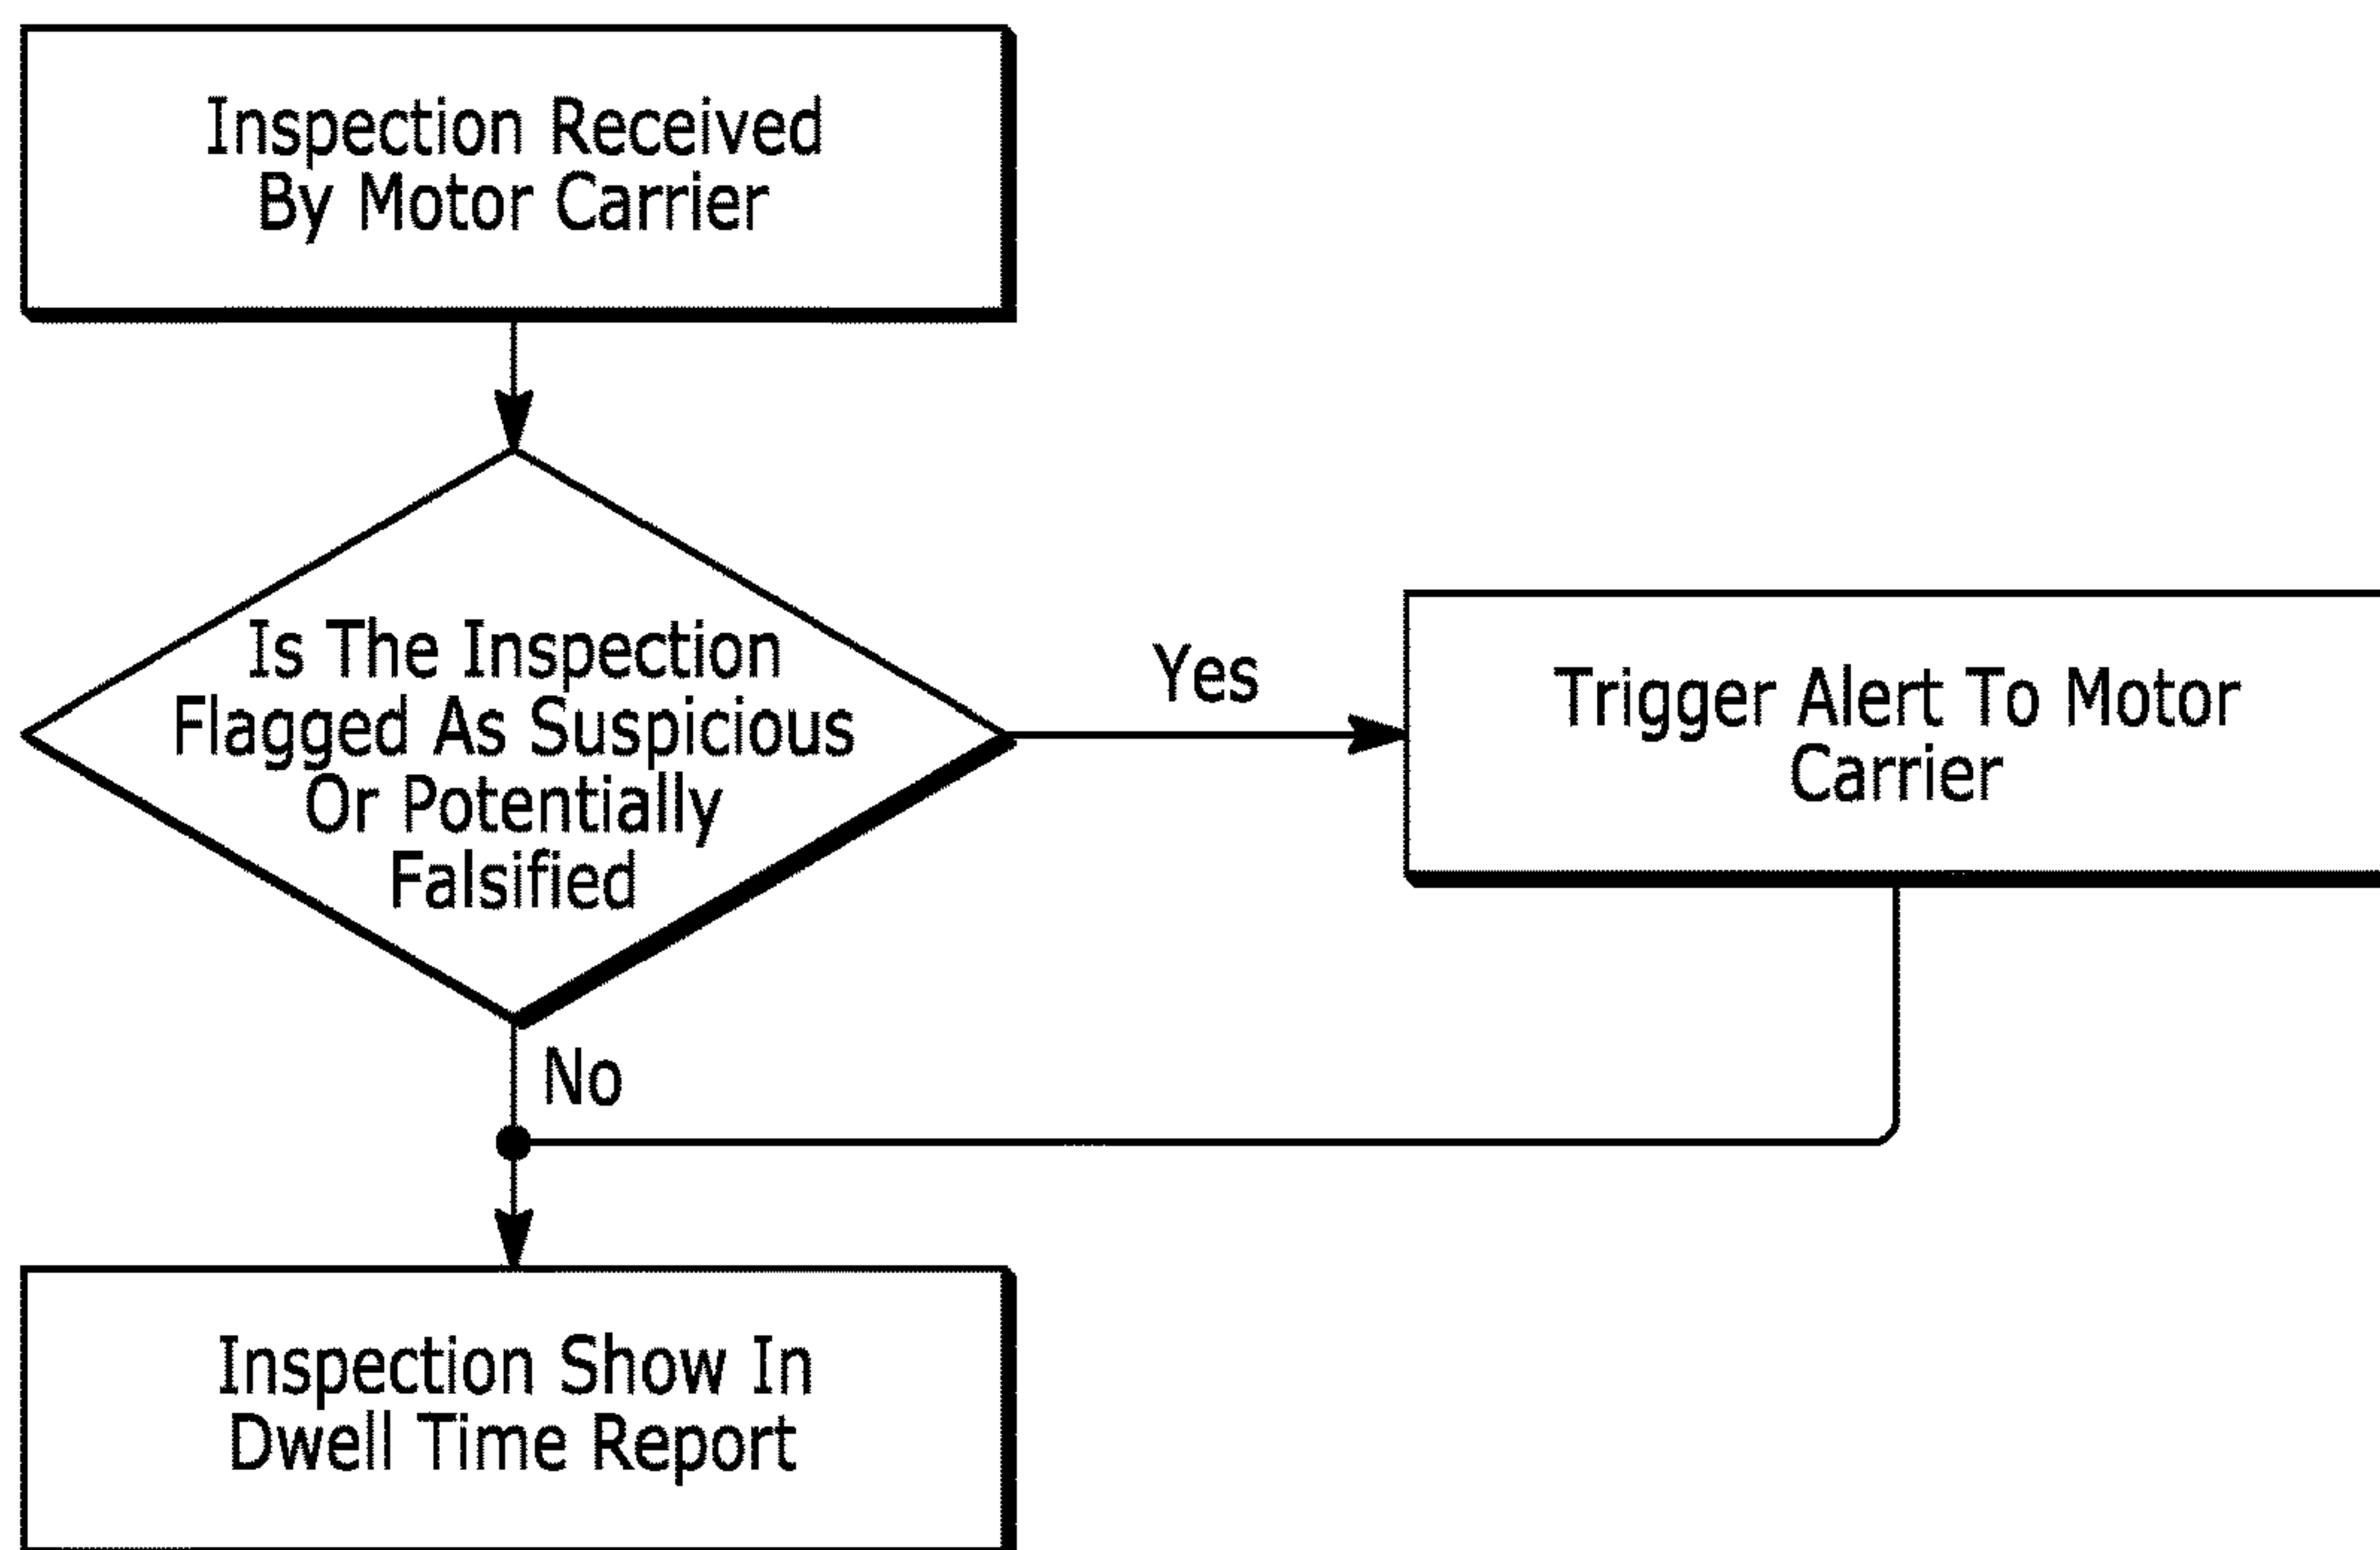 Inspection Received
By Motor Carrier
Is The Inspection
Flagged As Suspicious
Or Potentially
Falsified
Yes
Trigger Alert To Motor
Carrier
No
Inspection Show In
Dwell Time Report